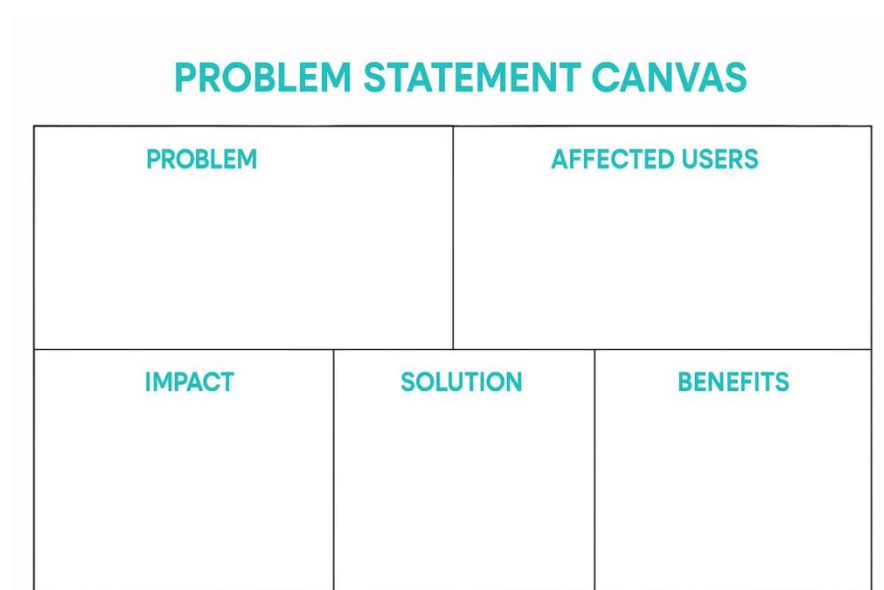 PROBLEM STATEMENT CANVAS
PROBLEM
AFFECTED USERS
IMPACT
SOLUTION
BENEFITS